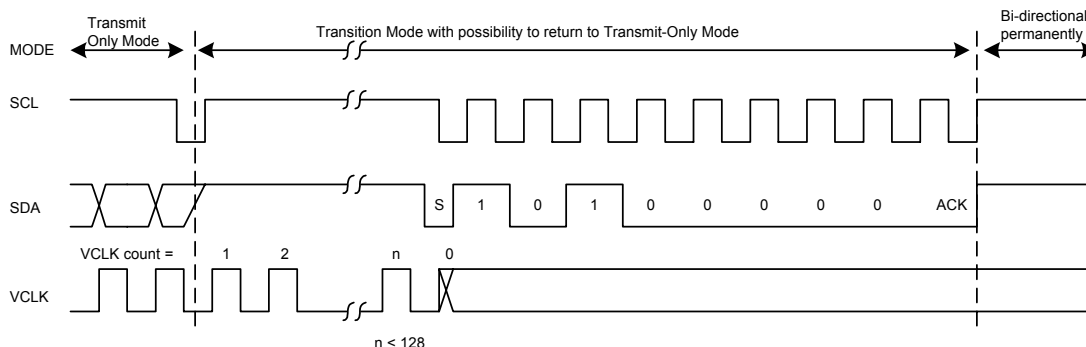 Transmit
Only Mode
Transition Mode with possibility to return to Transmit-Only Mode
Bi-directional
permanently
MODE
SCL
SDA
S 1 0 1 0 0 0 0 0 ACK
VCLK count = 1 2 n 0
VCLK
n < 128